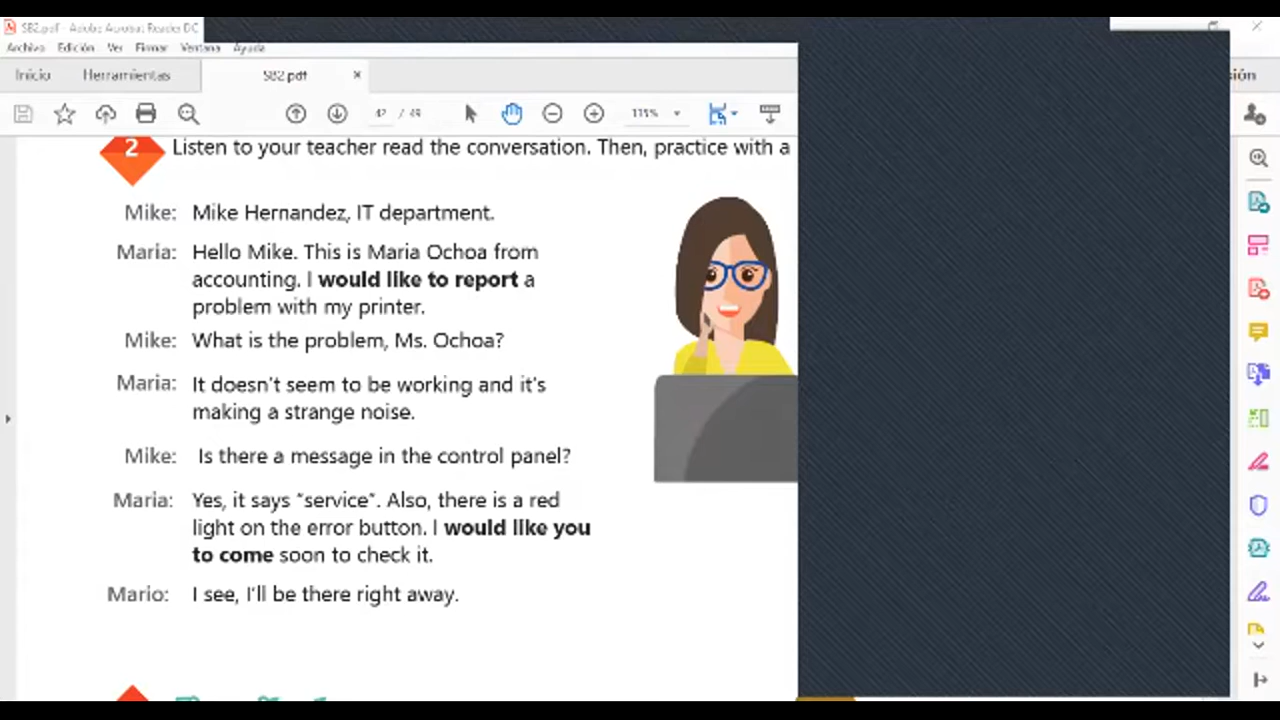 SB2.pdf - Adobe Acrobat Reader DC
Archivo Edición Ver Firmar Ventana Ayuda
Inicio Herramientas SB2.pdf × sión
42 / 49 115%
2 Listen to your teacher read the conversation. Then, practice with a
Mike: Mike Hernandez, IT department.
Maria: Hello Mike. This is Maria Ochoa from
accounting. I would like to report a
problem with my printer.
Mike: What is the problem, Ms. Ochoa?
Maria: It doesn't seem to be working and it's
making a strange noise.
Mike: Is there a message in the control panel?
Maria: Yes, it says "service". Also, there is a red
light on the error button. I would like you
to come soon to check it.
Mario: I see, I'll be there right away.